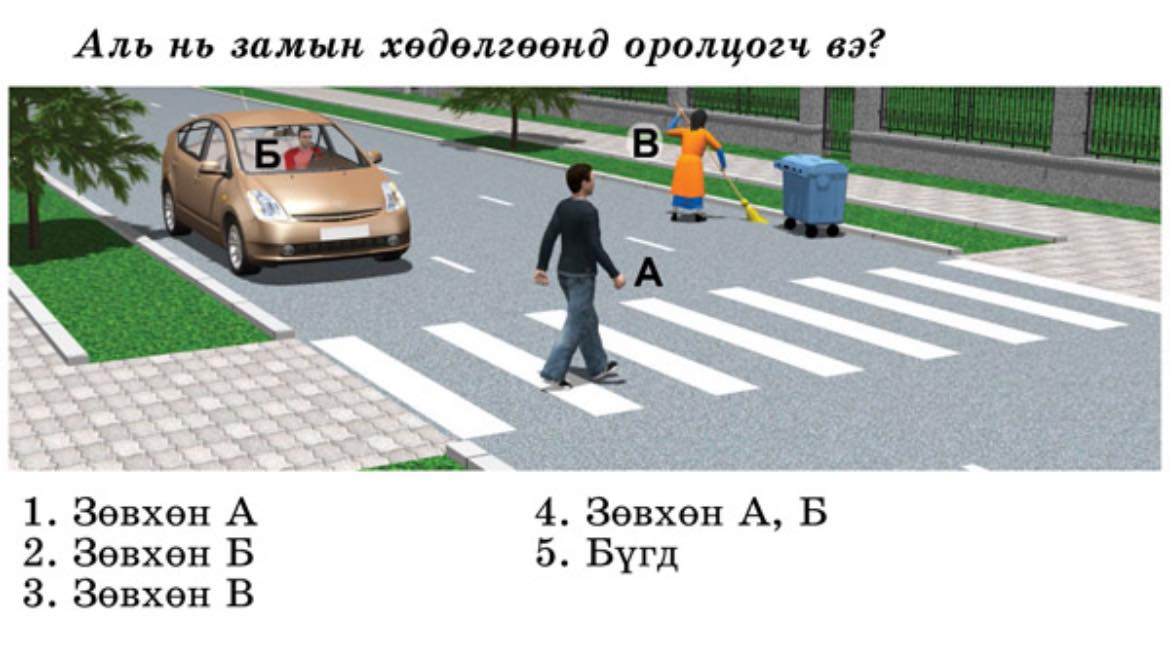 Аль нь замын хөдөлгөөнд оролцогч вэ?
Б
В
А
1. Зөвхөн А
2. Зөвхөн Б
3. Зөвхөн В
4. Зөвхөн А, Б
5. Бүгд